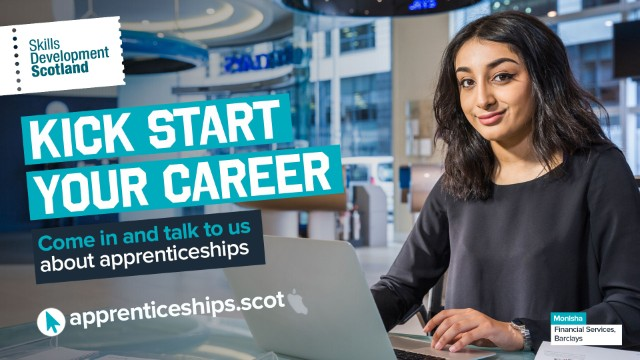 Skills
Development
Scotland
KICK START
YOUR CAREER
Come in and talk to us
about apprenticeships
apprenticeships.scot
Monisha
Financial Services,
Barclays